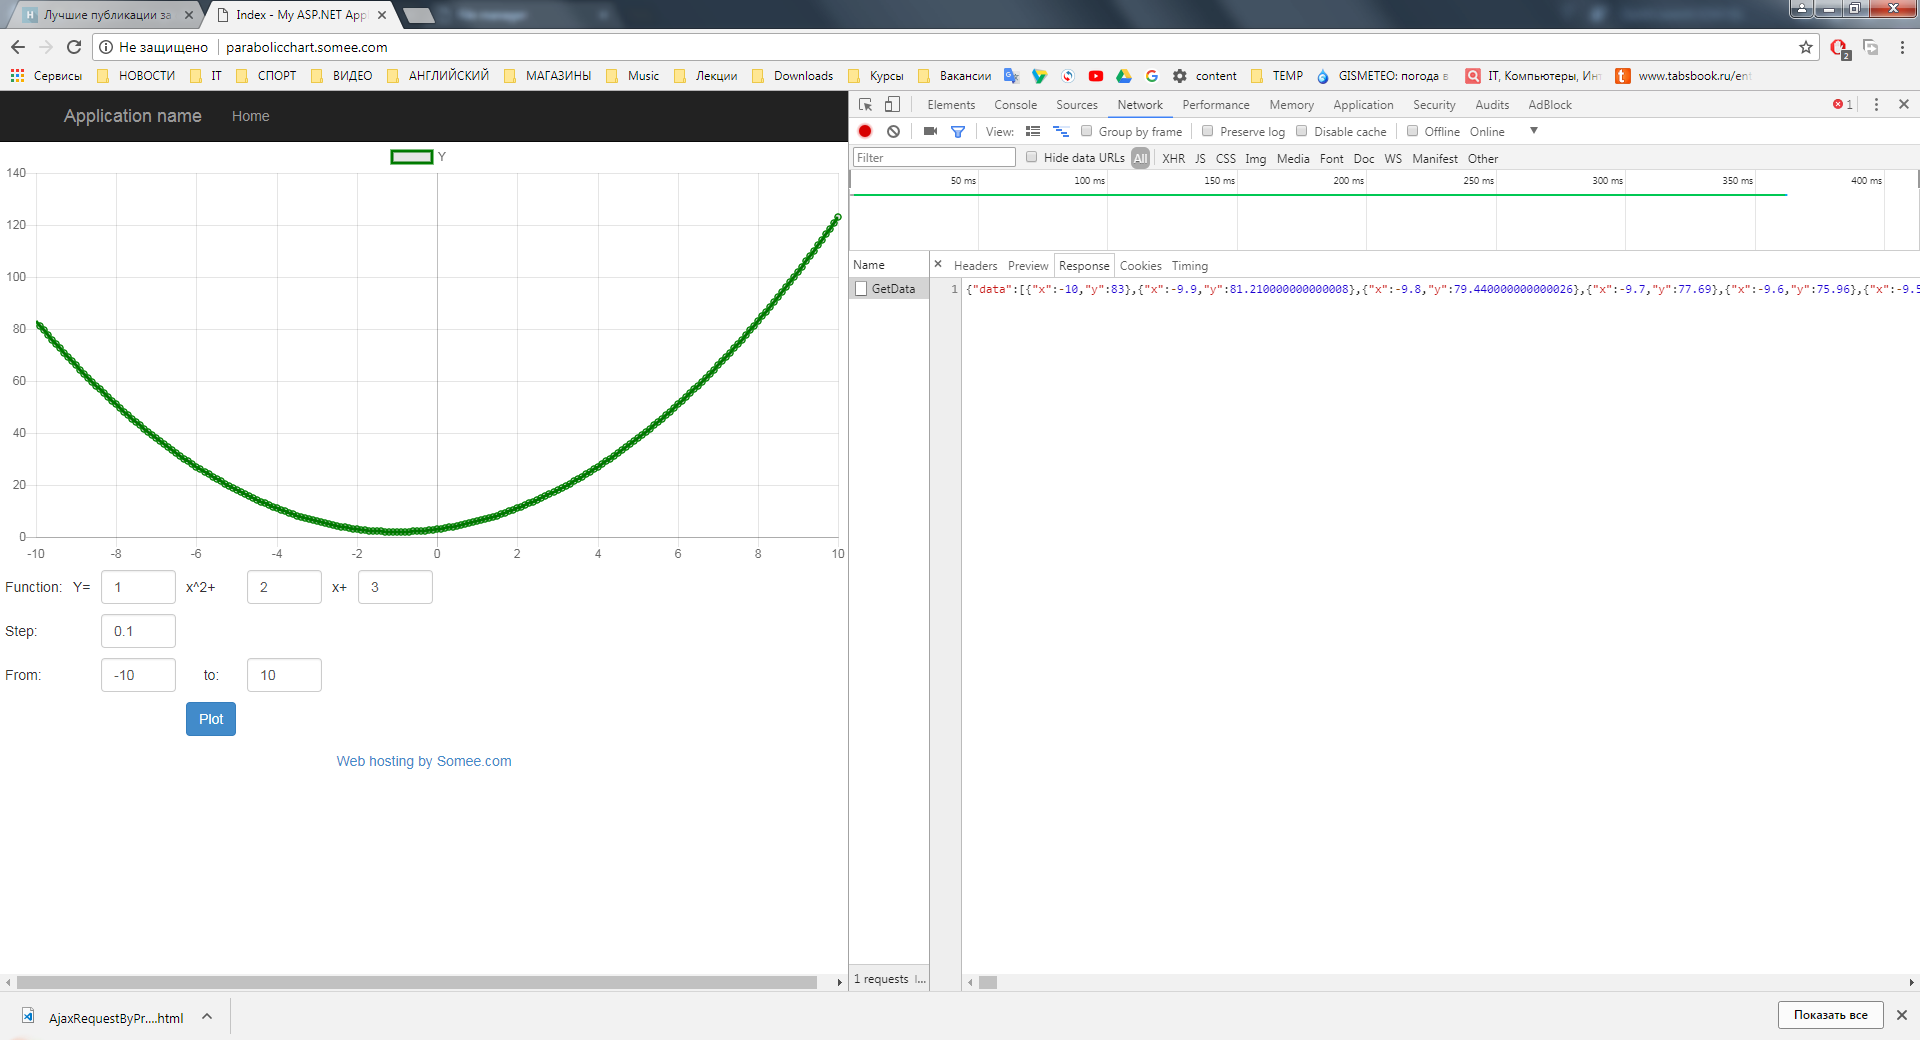 Лучшие публикации за
Index - My ASP.NET Appl
File manager
Не защищено
parabolicchart.somee.com
Сервисы НОВОСТИ IT СПОРТ ВИДЕО АНГЛИЙСКИЙ МАГАЗИНЫ Music Лекции Downloads Курсы Вакансии content TEMP GISMETEO: погода в IT, Компьютеры, Инт www.tabsbook.ru/ent
Application name Home
Y
140
120
100
80
60
40
20
0
-10 -8 -6 -4 -2 0 2 4 6 8 10
Function: Y= 1 x^2+ 2 x+ 3
Step: 0.1
From: -10 to: 10
Plot
Web hosting by Somee.com
Elements Console Sources Network Performance Memory Application Security Audits AdBlock 1
View: Group by frame Preserve log Disable cache Offline Online
Filter Hide data URLs All XHR JS CSS Img Media Font Doc WS Manifest Other
50 ms 100 ms 150 ms 200 ms 250 ms 300 ms 350 ms 400 ms
Name Headers Preview Response Cookies Timing
GetData
1 {"data":[{"x":-10,"y":83},{"x":-9.9,"y":81.210000000000008},{"x":-9.8,"y":79.440000000000026},{"x":-9.7,"y":77.69},{"x":-9.6,"y":75.96},{"x":-9.5
1 requests ...
AjaxRequestByPr....html
Показать все